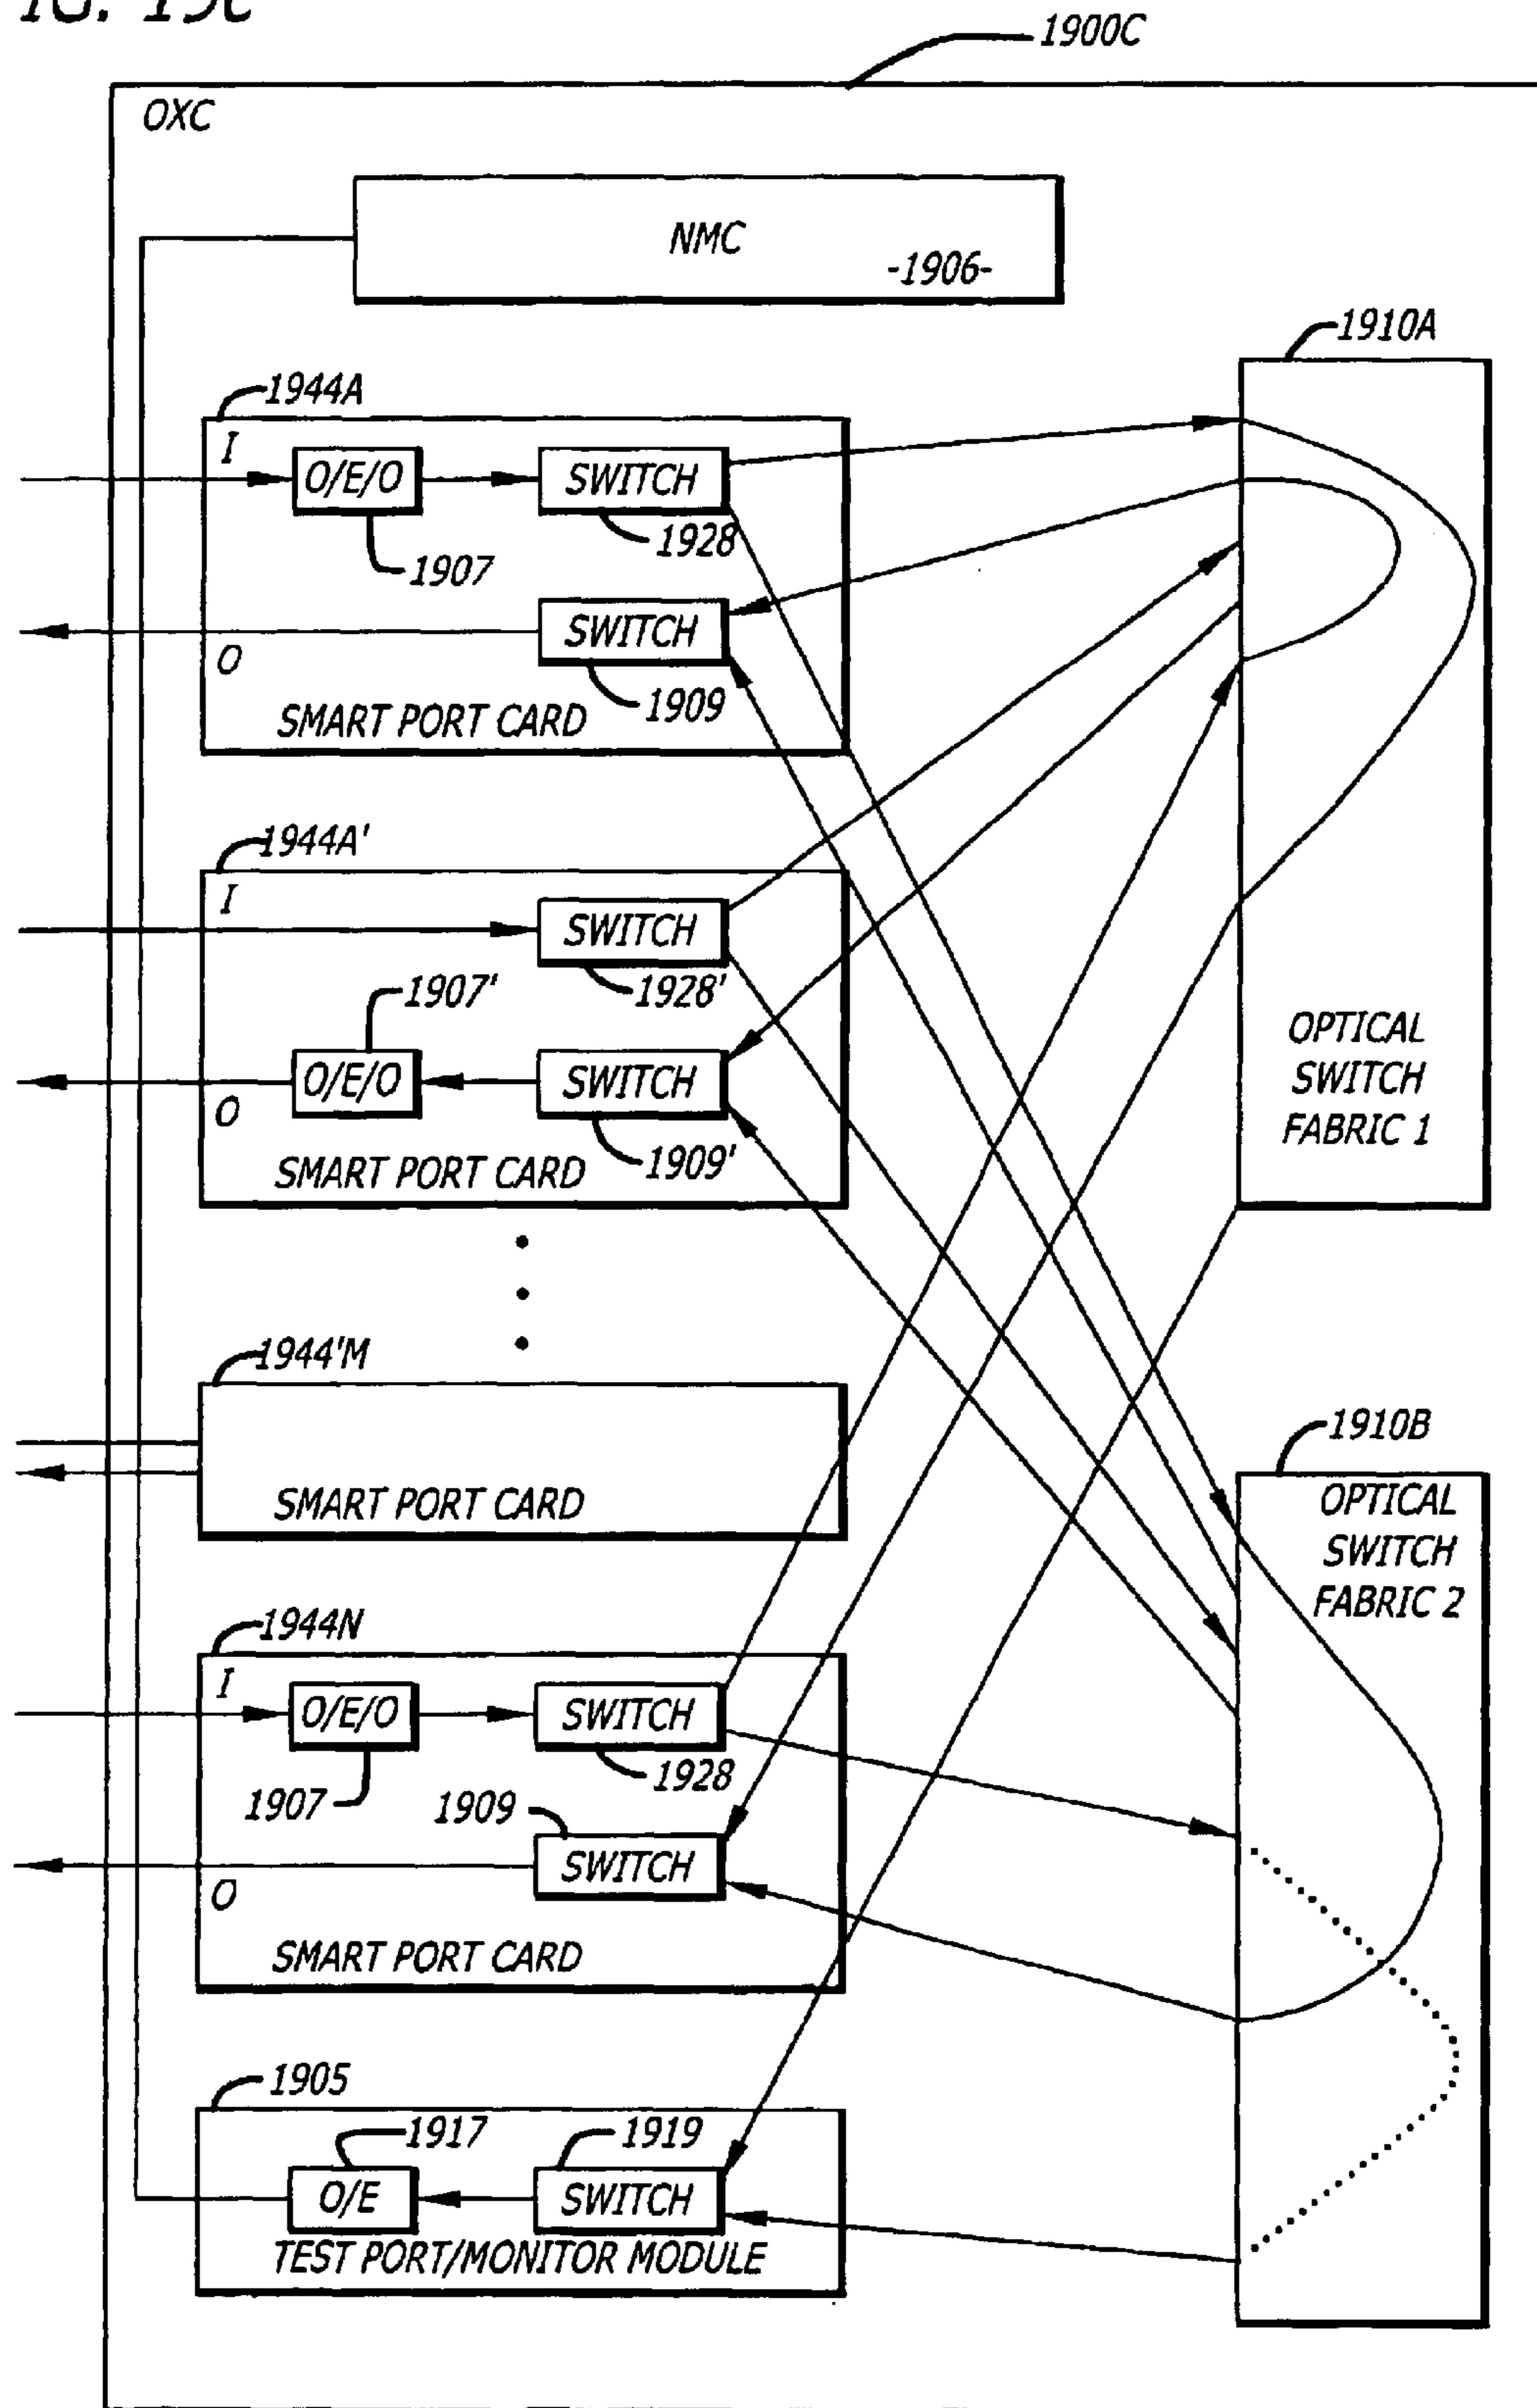 FIG. 19C
1900C
OXC
NMC
-1906-
1910A
1944A
I
O/E/O
SWITCH
1928
1907
SWITCH
O
1909
SMART PORT CARD
1944A'
I
SWITCH
1928'
1907'
O/E/O
SWITCH
O
1909'
SMART PORT CARD
OPTICAL
SWITCH
FABRIC 1
1944'M
SMART PORT CARD
1910B
OPTICAL
SWITCH
FABRIC 2
1944N
I
O/E/O
SWITCH
1928
1907
1909
SWITCH
O
SMART PORT CARD
1905
1917
1919
O/E
SWITCH
TEST PORT/MONITOR MODULE